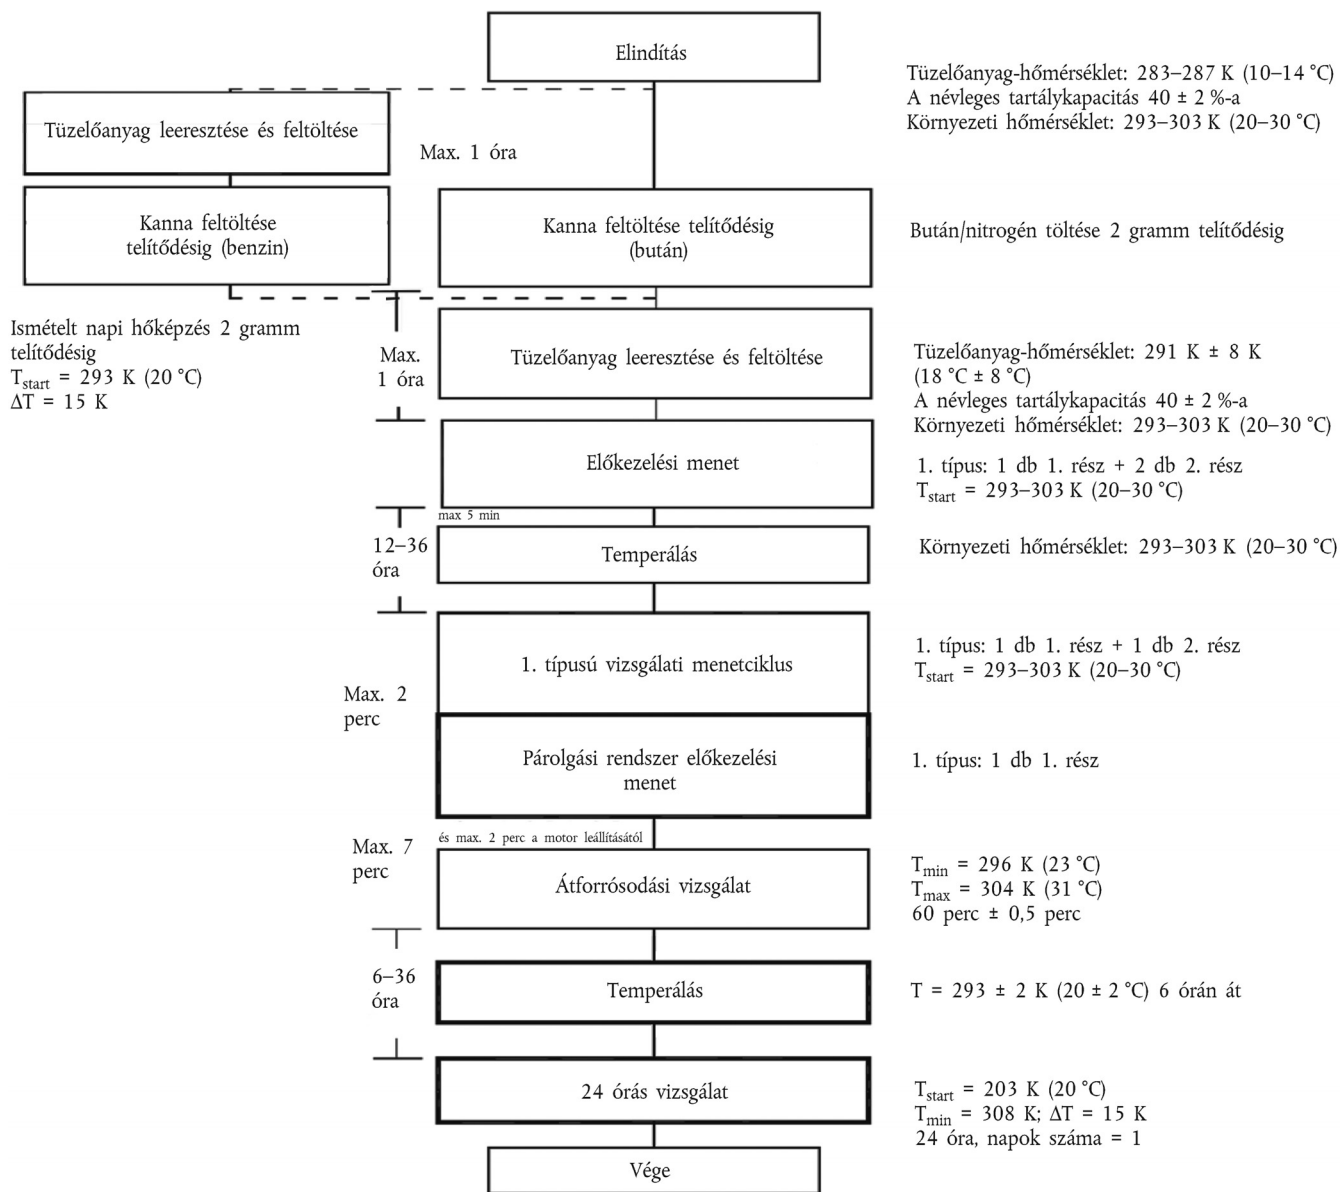 Elindítás
Tüzelőanyag-hőmérséklet: 283–287 K (10–14 °C)
A névleges tartálykapacitás 40 ± 2 %-a
Környezeti hőmérséklet: 293–303 K (20–30 °C)
Tüzelőanyag leeresztése és feltöltése
Max. 1 óra
Kanna feltöltése
telítődésig (benzin)
Kanna feltöltése telítődésig
(bután)
Bután/nitrogén töltése 2 gramm telítődésig
Ismételt napi hőképzés 2 gramm
telítődésig
Tstart = 293 K (20 °C)
ΔT = 15 K
Max.
1 óra
Tüzelőanyag leeresztése és feltöltése
Tüzelőanyag-hőmérséklet: 291 K ± 8 K
(18 °C ± 8 °C)
A névleges tartálykapacitás 40 ± 2 %-a
Környezeti hőmérséklet: 293–303 K (20–30 °C)
Előkezelési menet
1. típus: 1 db 1. rész + 2 db 2. rész
Tstart = 293–303 K (20–30 °C)
max 5 min
12–36
óra
Temperálás
Környezeti hőmérséklet: 293–303 K (20–30 °C)
1. típusú vizsgálati menetciklus
1. típus: 1 db 1. rész + 1 db 2. rész
Tstart = 293–303 K (20–30 °C)
Max. 2
perc
Párolgási rendszer előkezelési
menet
1. típus: 1 db 1. rész
és max. 2 perc a motor leállításától
Max. 7
perc
Átforrósodási vizsgálat
Tmin = 296 K (23 °C)
Tmax = 304 K (31 °C)
60 perc ± 0,5 perc
6–36
óra
Temperálás
T = 293 ± 2 K (20 ± 2 °C) 6 órán át
24 órás vizsgálat
Tstart = 203 K (20 °C)
Tmin = 308 K; ΔT = 15 K
24 óra, napok száma = 1
Vége